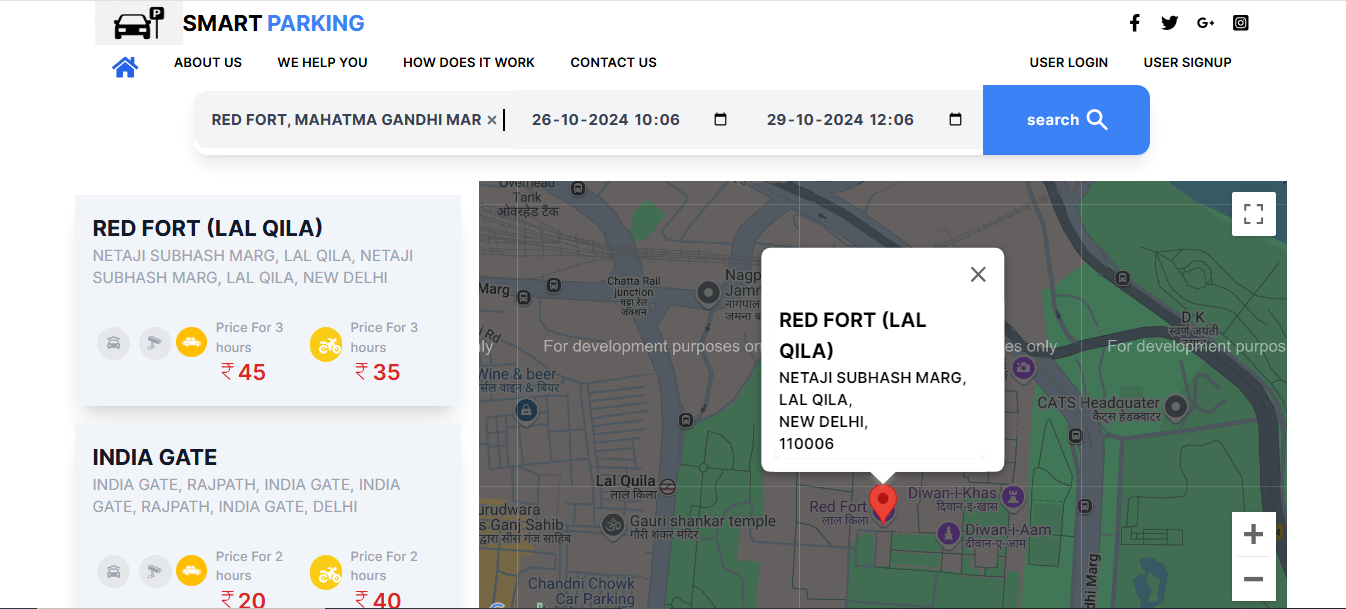 P
SMART PARKING
ABOUT US
WE HELP YOU
HOW DOES IT WORK
CONTACT US
USER LOGIN
USER SIGNUP
RED FORT, MAHATMA GANDHI MAR ×
26-10-2024 10:06
29-10-2024 12:06
search
RED FORT (LAL QILA)
NETAJI SUBHASH MARG, LAL QILA, NETAJI
SUBHASH MARG, LAL QILA, NEW DELHI
Price For 3
hours
₹ 45
Price For 3
hours
₹ 35
INDIA GATE
INDIA GATE, RAJPATH, INDIA GATE, INDIA
GATE, RAJPATH, INDIA GATE, DELHI
Price For 2
hours
₹ 20
Price For 2
hours
₹ 40
Overhead
Tank
ओवरहेड टैंक
Chatta Rail
junction
चट्टा रेल
जंक्शन
Marg
Nagp
Jamn
नागपाल
जमना ब
Rd
For development purposes on
es only
For development purpos
RED FORT (LAL
QILA)
NETAJI SUBHASH MARG,
LAL QILA,
NEW DELHI,
110006
D K
स्वर्ण जयंती
Wine & beer
र्सल वाइन & बियर
CATS Headquater
कैट्स हेडक्वाटर
Lal Quila
लाल किला
Red Fort
लाल किला
Diwan-i-Khas
दीवान-इ-खास
Diwan-i-Aam
दीवान-ए-आम
urudwara
s Ganj Sahib
द्वारा सीस गंज साहिब
Gauri shankar temple
गौरी शंकर मंदिर
Chandni Chowk
Car Parking
dhi Marg